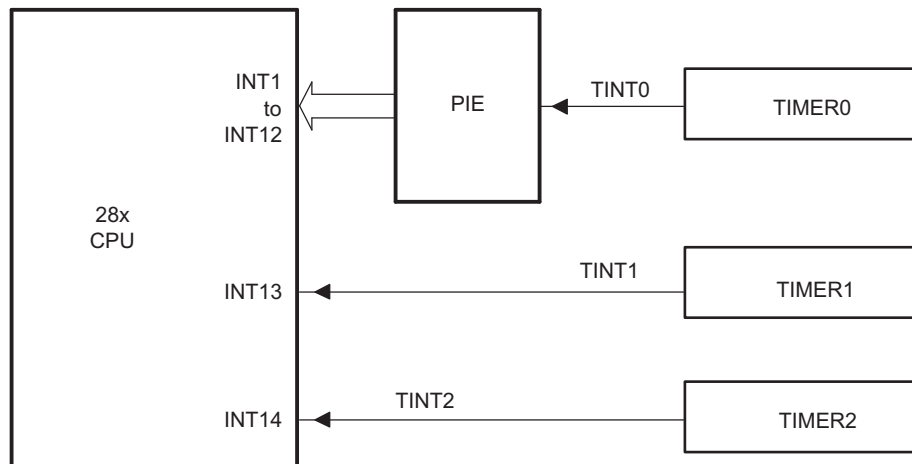 INT1
to
INT12
PIE
TINT0
TIMER0
28x
CPU
INT13
TINT1
TIMER1
INT14
TINT2
TIMER2